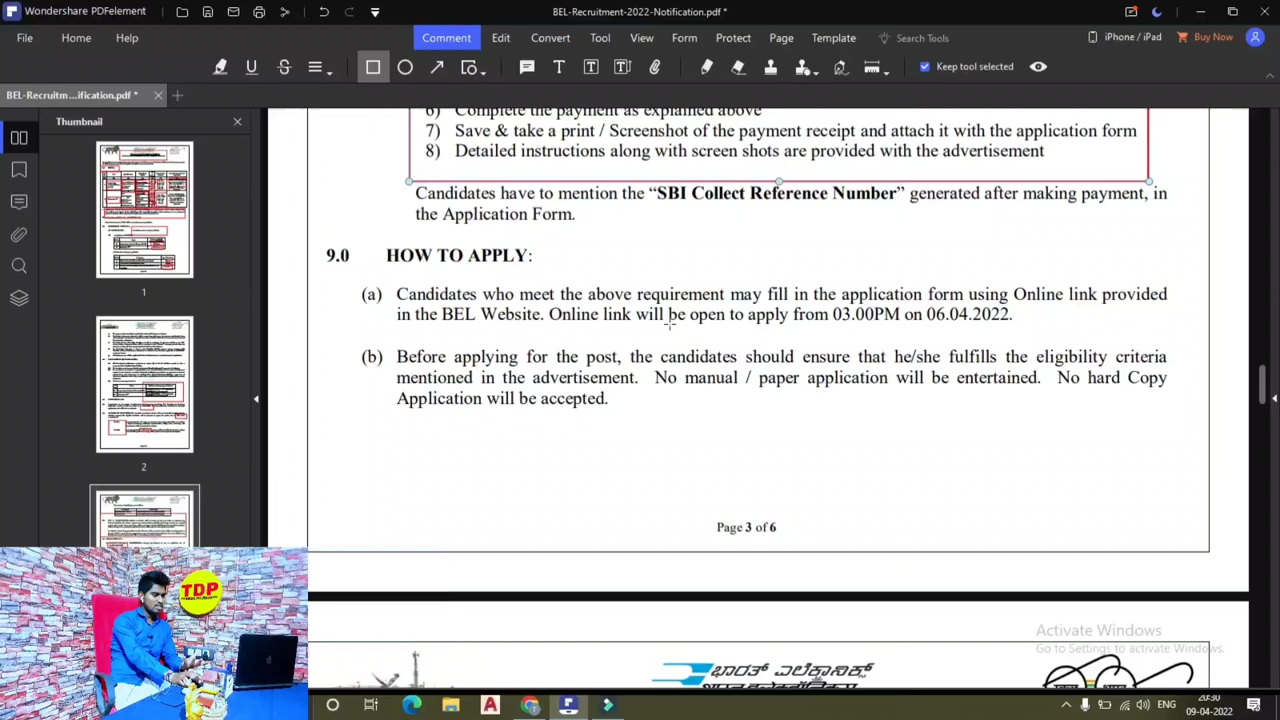 Wondershare PDFelement
BEL-Recruitment-2022-Notification.pdf *
File Home Help Comment Edit Convert Tool View Form Protect Page Template Search Tools iPhone / iPad Buy Now
Keep tool selected
BEL-Recruitm...ification.pdf *
Thumbnail
1
2
6) Complete the payment as explained above
7) Save & take a print / Screenshot of the payment receipt and attach it with the application form
8) Detailed instructions along with screen shots are provided with the advertisement
Candidates have to mention the “SBI Collect Reference Number” generated after making payment, in
the Application Form.
9.0 HOW TO APPLY:
(a) Candidates who meet the above requirement may fill in the application form using Online link provided
in the BEL Website. Online link will be open to apply from 03.00PM on 06.04.2022.
(b) Before applying for the post, the candidates should ensure that he/she fulfills the eligibility criteria
mentioned in the advertisement. No manual / paper application will be entertained. No hard Copy
Application will be accepted.
Page 3 of 6
TDP
Activate Windows
Go to Settings to activate Windows.
ಭಾರತ್ ಎಲೆಕ್ಟ್ರಾನಿಕ್ಸ್
ENG
20:30
09-04-2022